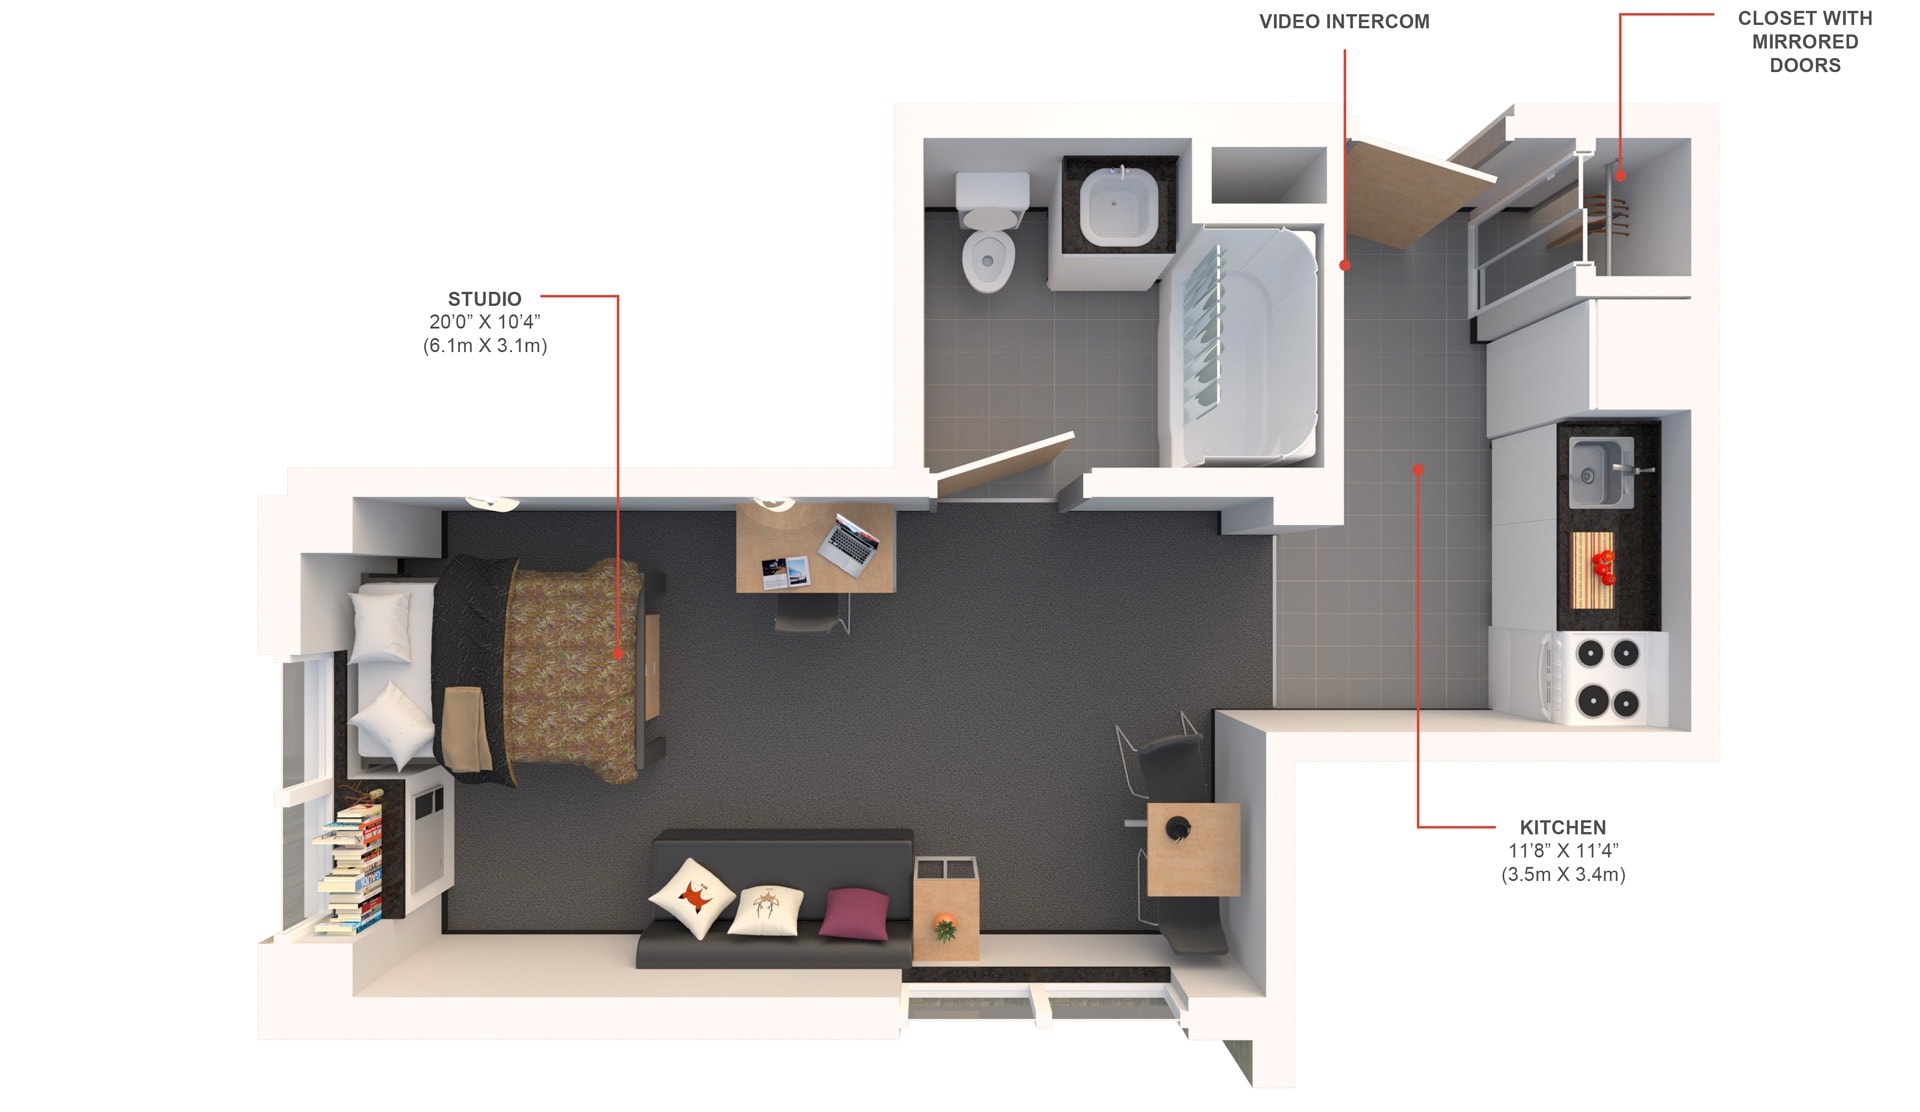 VIDEO INTERCOM
CLOSET WITH
MIRRORED
DOORS
STUDIO
20’0” X 10’4”
(6.1m X 3.1m)
KITCHEN
11’8” X 11’4”
(3.5m X 3.4m)